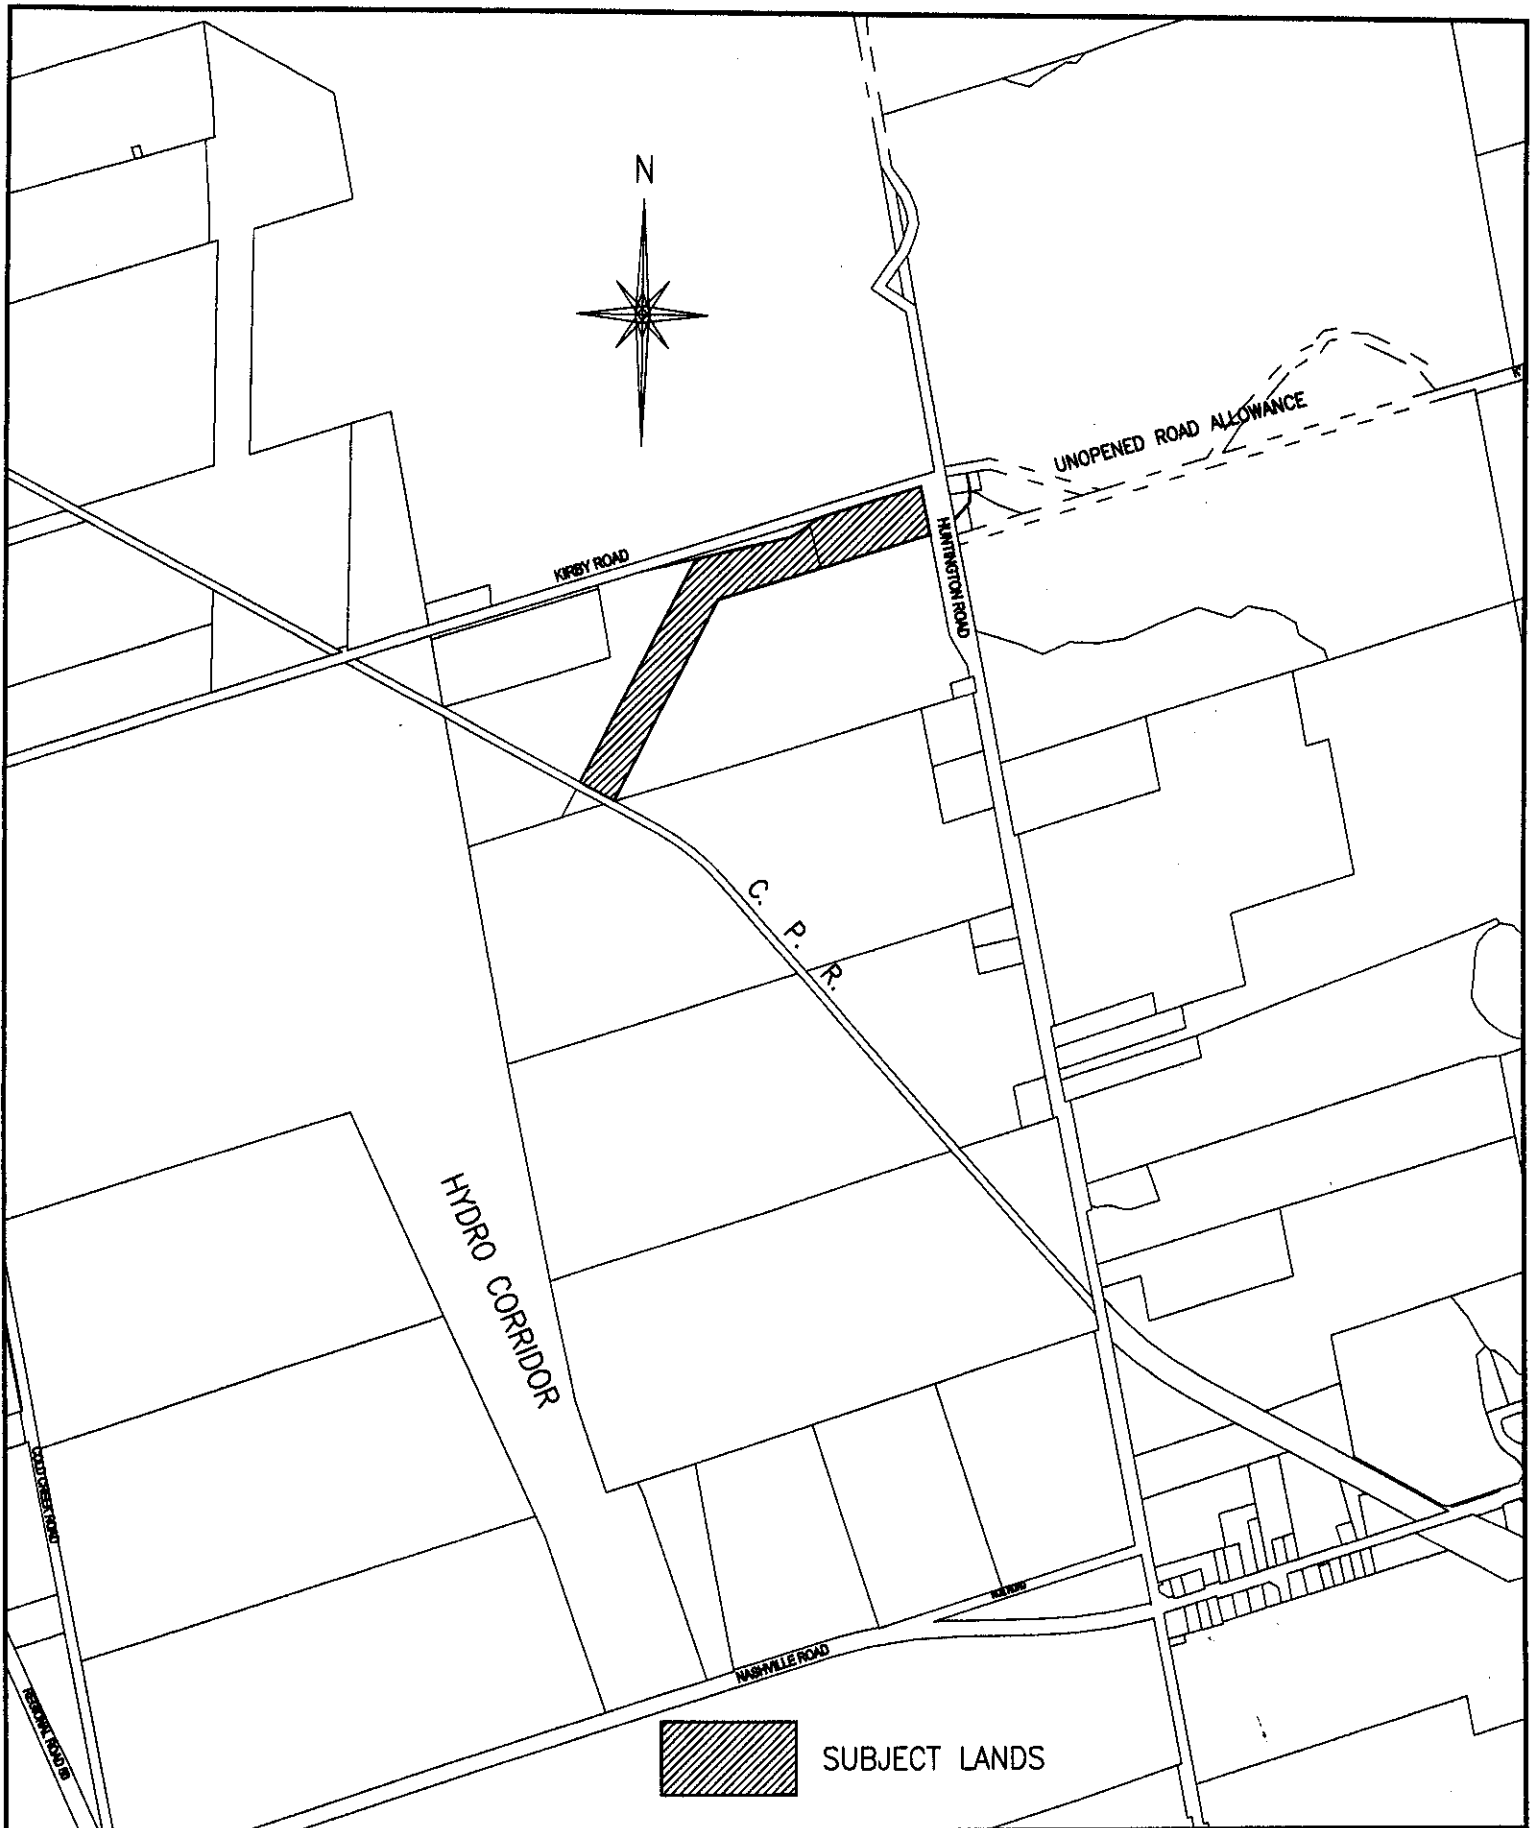 N
UNOPENED ROAD ALLOWANCE
KIRBY ROAD
HUNTINGTON ROAD
C. P. R.
HYDRO CORRIDOR
COLD CREEK ROAD
NASHVILLE ROAD
REGIONAL ROAD 50
SUBJECT LANDS